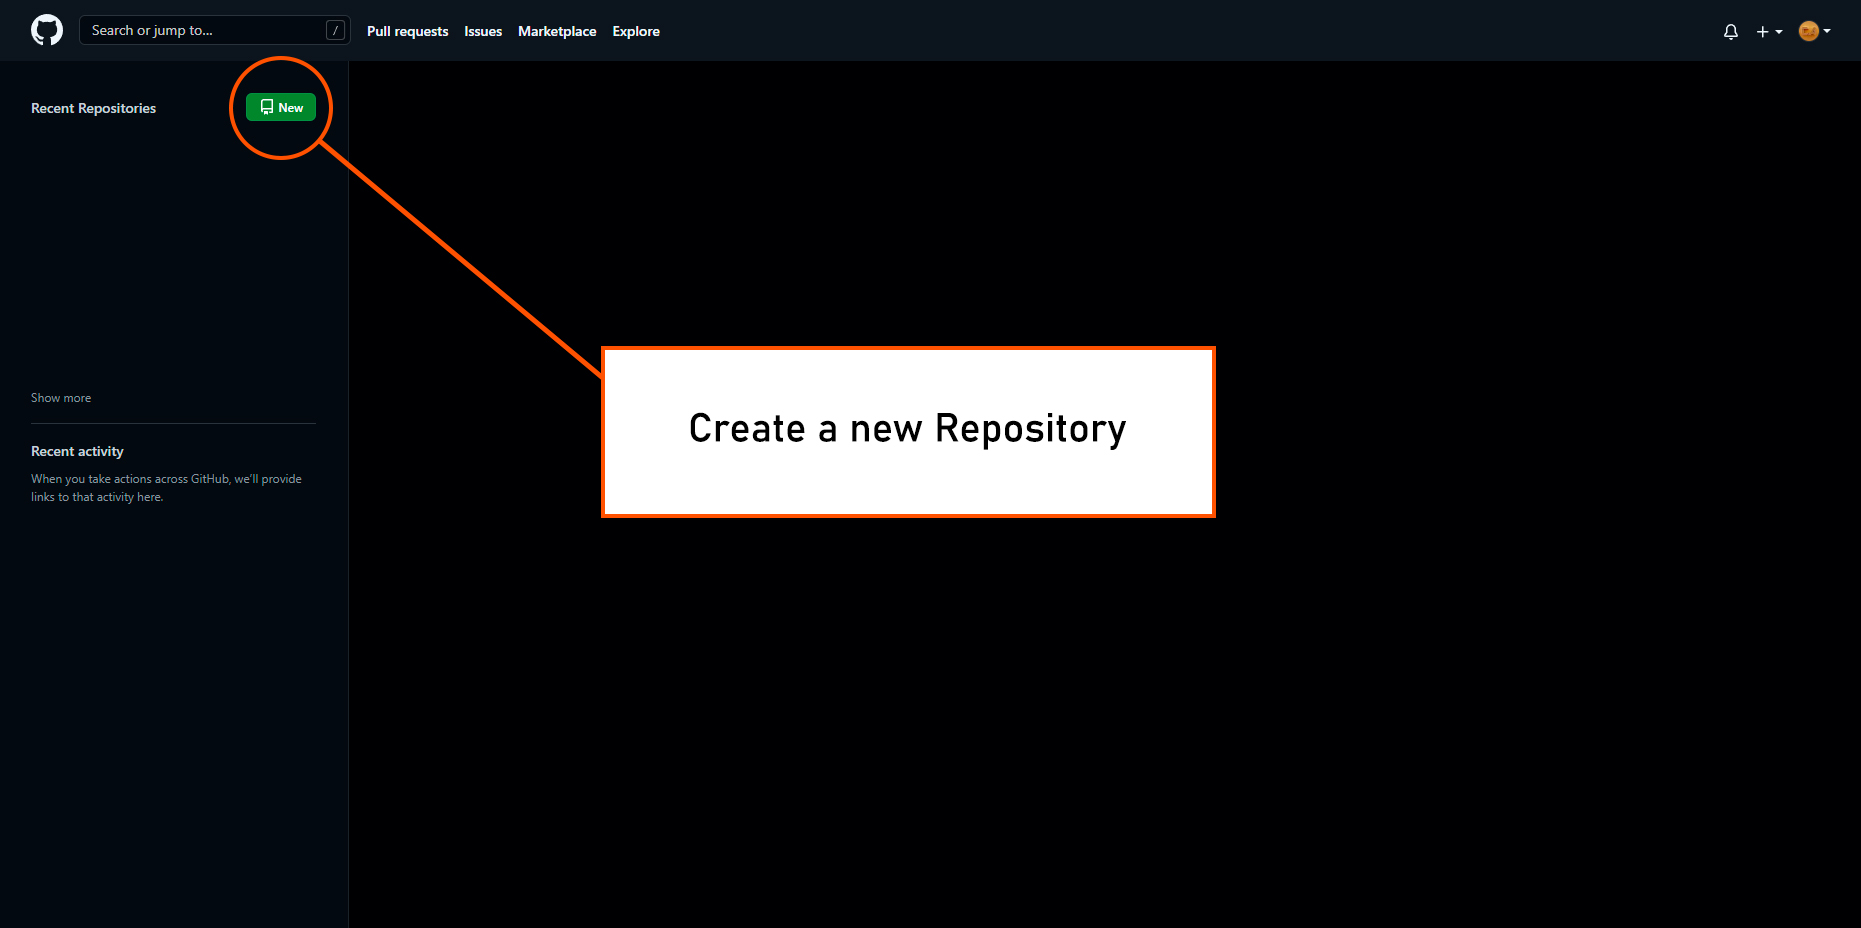 Search or jump to...
/
Pull requests
Issues
Marketplace
Explore
Recent Repositories
New
Create a new Repository
Show more
Recent activity
When you take actions across GitHub, we'll provide
links to that activity here.